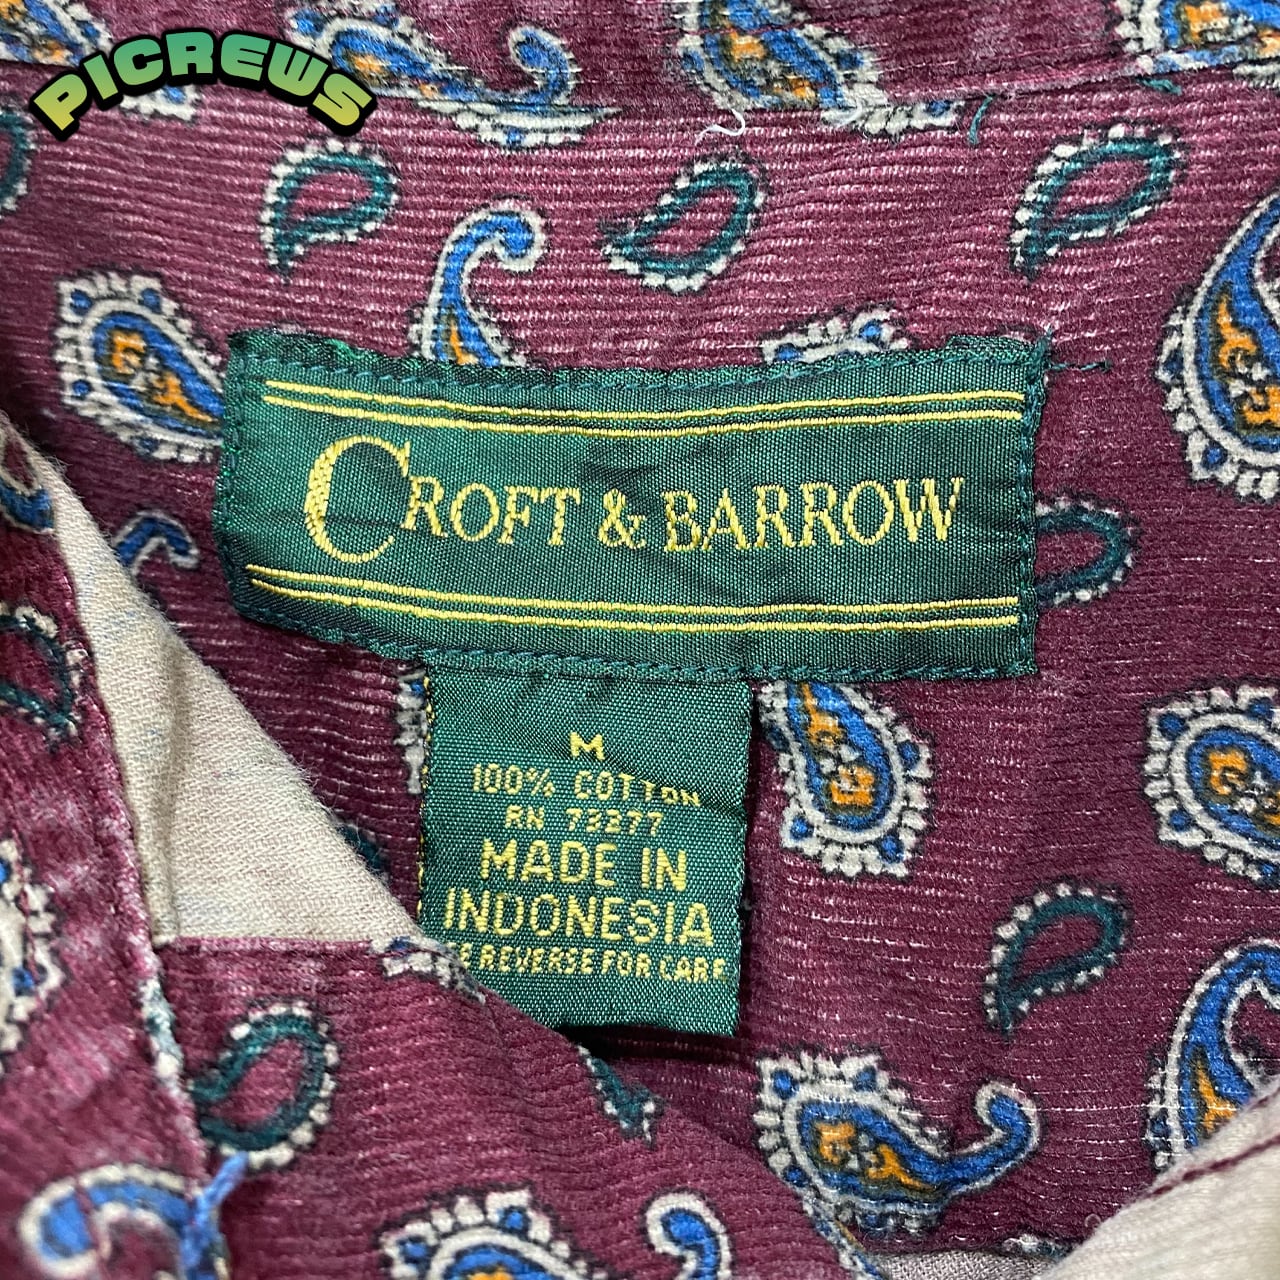 PICREWS
CROFT & BARROW
M
100% COTTON
RN 73277
MADE IN
INDONESIA
REVERSE FOR CARE